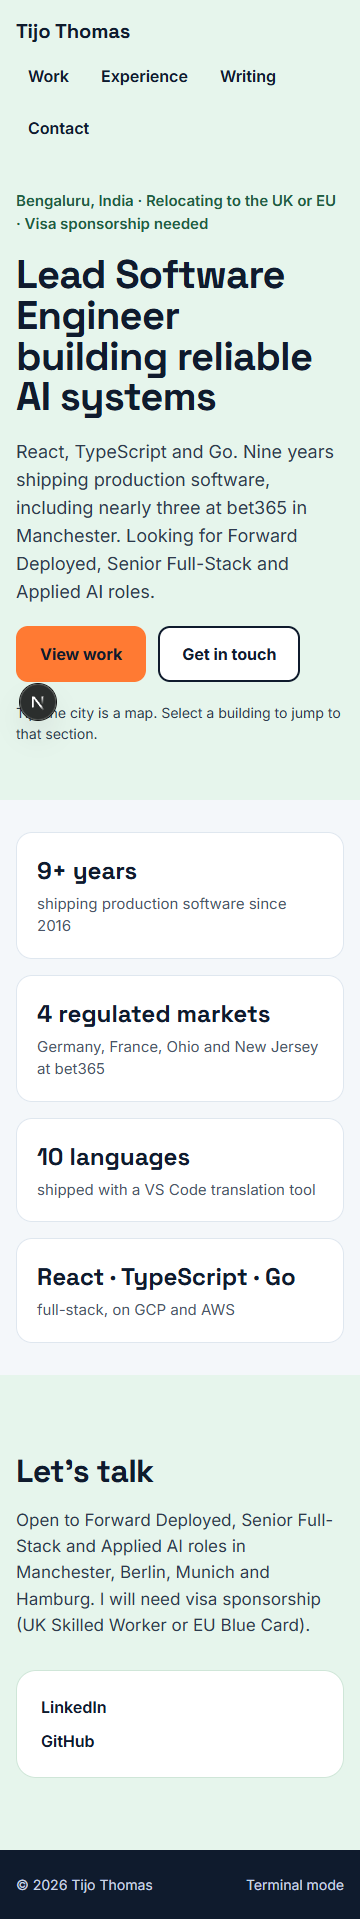 Tijo Thomas
Work Experience Writing
Contact
Bengaluru, India · Relocating to the UK or EU
· Visa sponsorship needed
Lead Software
Engineer
building reliable
AI systems
React, TypeScript and Go. Nine years
shipping production software,
including nearly three at bet365 in
Manchester. Looking for Forward
Deployed, Senior Full-Stack and
Applied AI roles.
View work Get in touch
N
city is a map. Select a building to jump to
that section.
9+ years
shipping production software since
2016
4 regulated markets
Germany, France, Ohio and New Jersey
at bet365
10 languages
shipped with a VS Code translation tool
React · TypeScript · Go
full-stack, on GCP and AWS
Let’s talk
Open to Forward Deployed, Senior Full-
Stack and Applied AI roles in
Manchester, Berlin, Munich and
Hamburg. I will need visa sponsorship
(UK Skilled Worker or EU Blue Card).
LinkedIn
GitHub
© 2026 Tijo Thomas Terminal mode